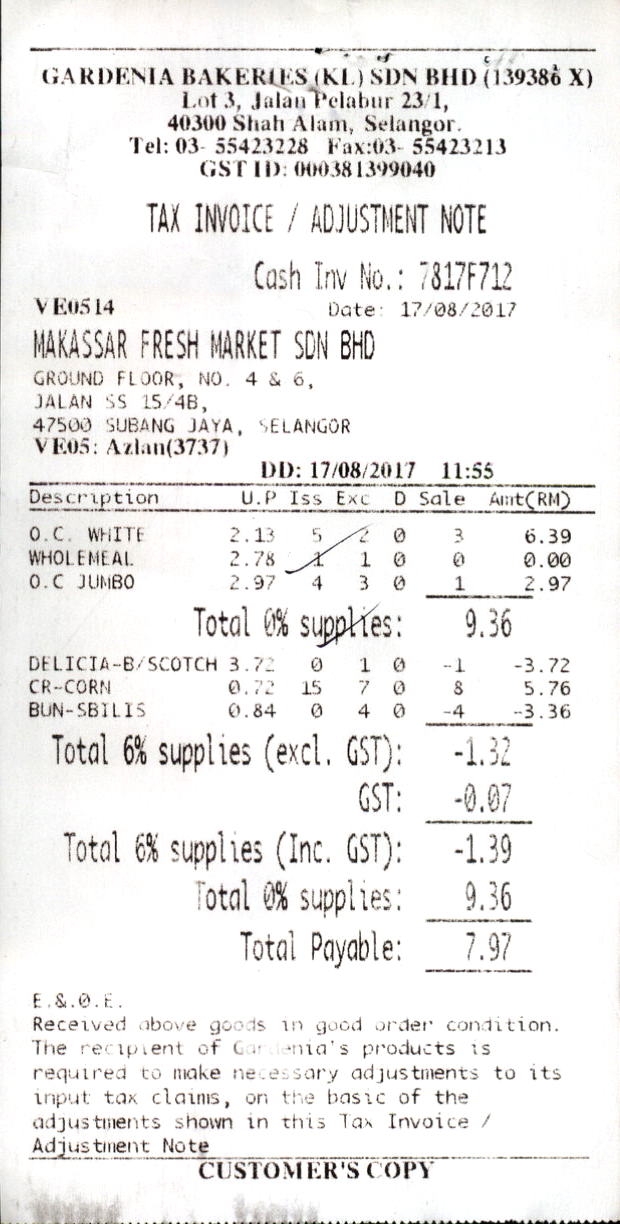 GARDENIA BAKERIES (KL) SDN BHD (139386 X)
Lot 3, Jalan Pelabur 23/1,
40300 Shah Alam, Selangor.
Tel: 03- 55423228 Fax:03- 55423213
GST ID: 000381399040
TAX INVOICE / ADJUSTMENT NOTE
Cash Inv No.: 7817F712
VE0514 Date: 17/08/2017
MAKASSAR FRESH MARKET SDN BHD
GROUND FLOOR, NO. 4 & 6,
JALAN SS 15/4B,
47500 SUBANG JAYA, SELANGOR
VE05: Azlan(3737)
DD: 17/08/2017 11:55
Description U.P Iss Exc D Sale Amt(RM)
O.C. WHITE 2.13 5 2 0 3 6.39
WHOLEMEAL 2.78 1 1 0 0 0.00
O.C JUMBO 2.97 4 3 0 1 2.97
Total 0% supplies: 9.36
DELICIA-B/SCOTCH 3.72 0 1 0 -1 -3.72
CR-CORN 0.72 15 7 0 8 5.76
BUN-SBILIS 0.84 0 4 0 -4 -3.36
Total 6% supplies (excl. GST): -1.32
GST: -0.07
Total 6% supplies (Inc. GST): -1.39
Total 0% supplies: 9.36
Total Payable: 7.97
E.&.O.E.
Received above goods in good order condition.
The recipient of Gardenia's products is
required to make necessary adjustments to its
input tax claims, on the basic of the
adjustments shown in this Tax Invoice /
Adjustment Note
CUSTOMER'S COPY